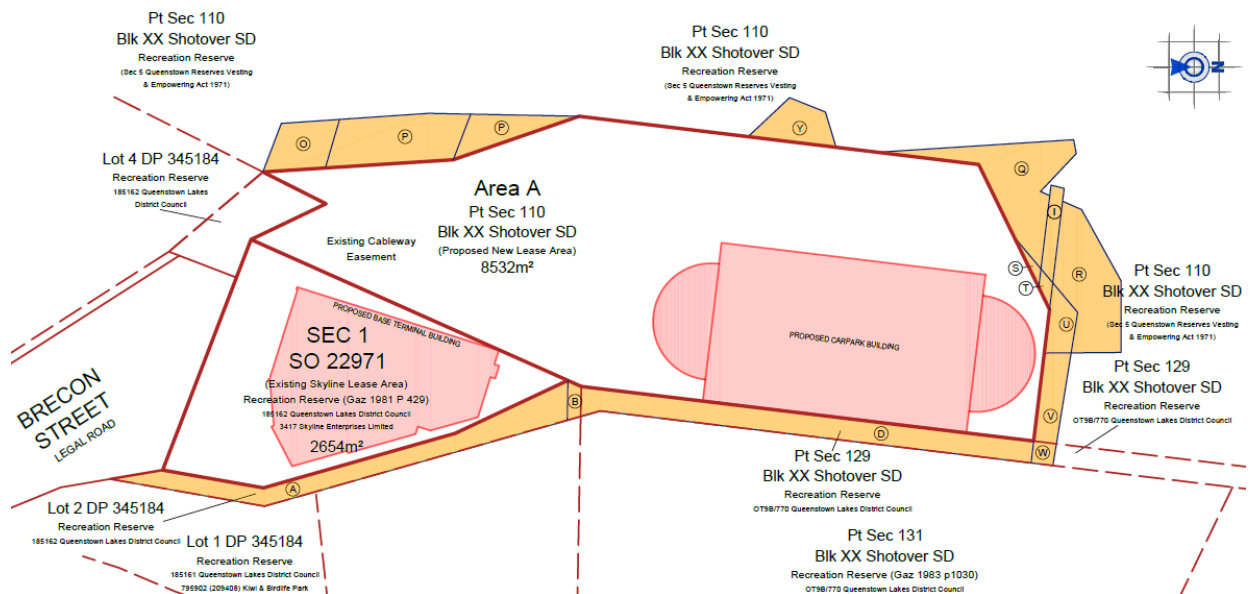 Pt Sec 110
Blk XX Shotover SD
Recreation Reserve
(Sec 5 Queenstown Reserves Vesting
& Empowering Act 1971)
Pt Sec 110
Blk XX Shotover SD
Recreation Reserve
(Sec 5 Queenstown Reserves Vesting
& Empowering Act 1971)
N
O
P
P
Y
Q
Lot 4 DP 345184
Recreation Reserve
185162 Queenstown Lakes
District Council
Area A
Pt Sec 110
Blk XX Shotover SD
(Proposed New Lease Area)
8532m²
Existing Cableway
Easement
I
S
T
R
U
Pt Sec 110
Blk XX Shotover SD
Recreation Reserve
(Sec 5 Queenstown Reserves Vesting
& Empowering Act 1971)
PROPOSED BASE TERMINAL BUILDING
PROPOSED CARPARK BUILDING
SEC 1
SO 22971
(Existing Skyline Lease Area)
Recreation Reserve (Gaz 1981 P 429)
185162 Queenstown Lakes District Council
3417 Skyline Enterprises Limited
2654m²
BRECON
STREET
LEGAL ROAD
Pt Sec 129
Blk XX Shotover SD
Recreation Reserve
OT9B/770 Queenstown Lakes District Council
B
D
V
W
A
Pt Sec 129
Blk XX Shotover SD
Recreation Reserve
OT9B/770 Queenstown Lakes District Council
Lot 2 DP 345184
Recreation Reserve
185162 Queenstown Lakes District Council
Lot 1 DP 345184
Recreation Reserve
185161 Queenstown Lakes District Council
795902 (209408) Kiwi & Birdlife Park
Pt Sec 131
Blk XX Shotover SD
Recreation Reserve (Gaz 1983 p1030)
OT9B/770 Queenstown Lakes District Council